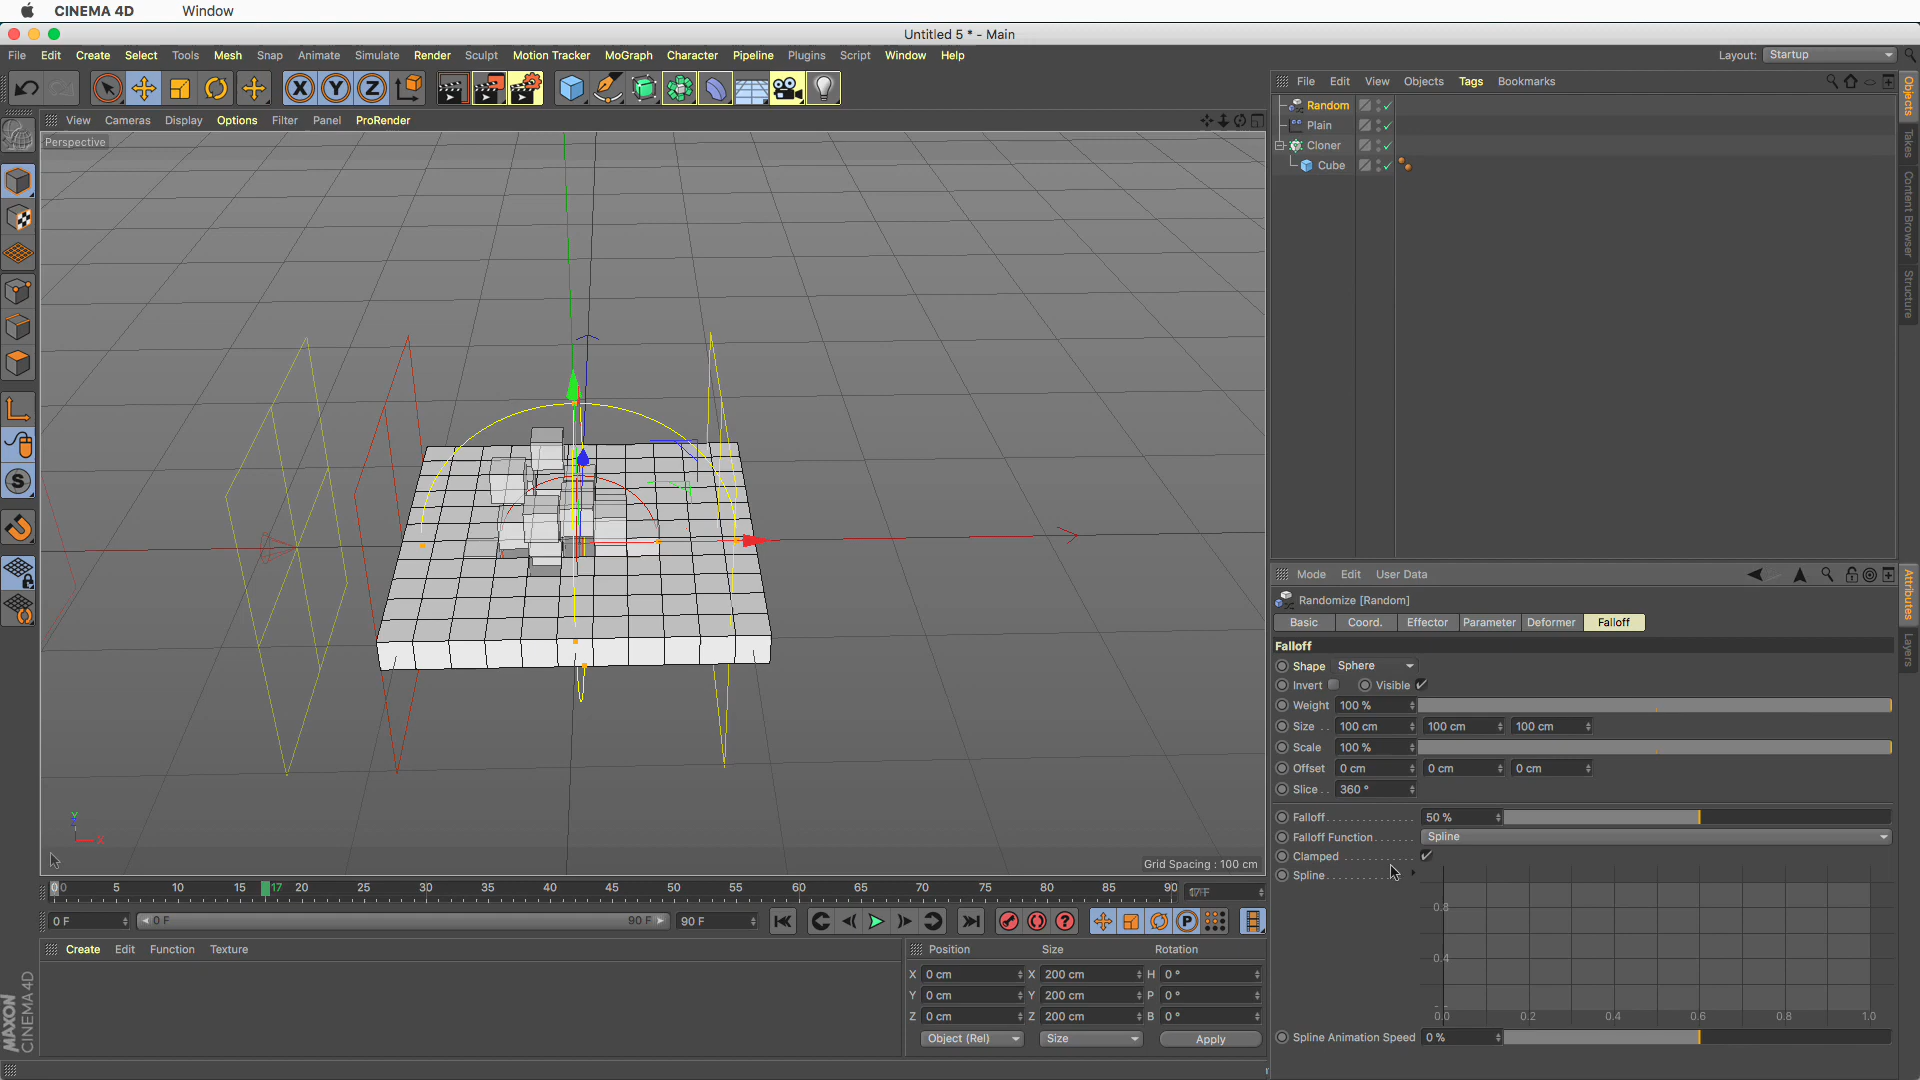 CINEMA 4D Window
Untitled 5 * - Main
File Edit Create Select Tools Mesh Snap Animate Simulate Render Sculpt Motion Tracker MoGraph Character Pipeline Plugins Script Window Help
Layout: Startup
X Y Z
File Edit View Objects Tags Bookmarks
View Cameras Display Options Filter Panel ProRender
Perspective
Random
Plain
Cloner
Cube
Objects
Takes
Content Browser
Structure
Mode Edit User Data
Randomize [Random]
Basic Coord. Effector Parameter Deformer Falloff
Falloff
Shape Sphere
Invert Visible
Weight 100 %
Size . . 100 cm 100 cm 100 cm
Scale 100 %
Offset 0 cm 0 cm 0 cm
Slice . . 360 °
Falloff 50 %
Falloff Function Spline
Clamped
Spline
0.8
0.4
0.0 0.2 0.4 0.6 0.8 1.0
Spline Animation Speed 0 %
Attributes
Layers
S
Y
X
Grid Spacing : 100 cm
0 5 10 15 17 20 25 30 35 40 45 50 55 60 65 70 75 80 85 90
0 F 0 F 90 F 90 F
P
Create Edit Function Texture
Position Size Rotation
X 0 cm X 200 cm H 0 °
Y 0 cm Y 200 cm P 0 °
Z 0 cm Z 200 cm B 0 °
Object (Rel) Size Apply
MAXON
CINEMA 4D